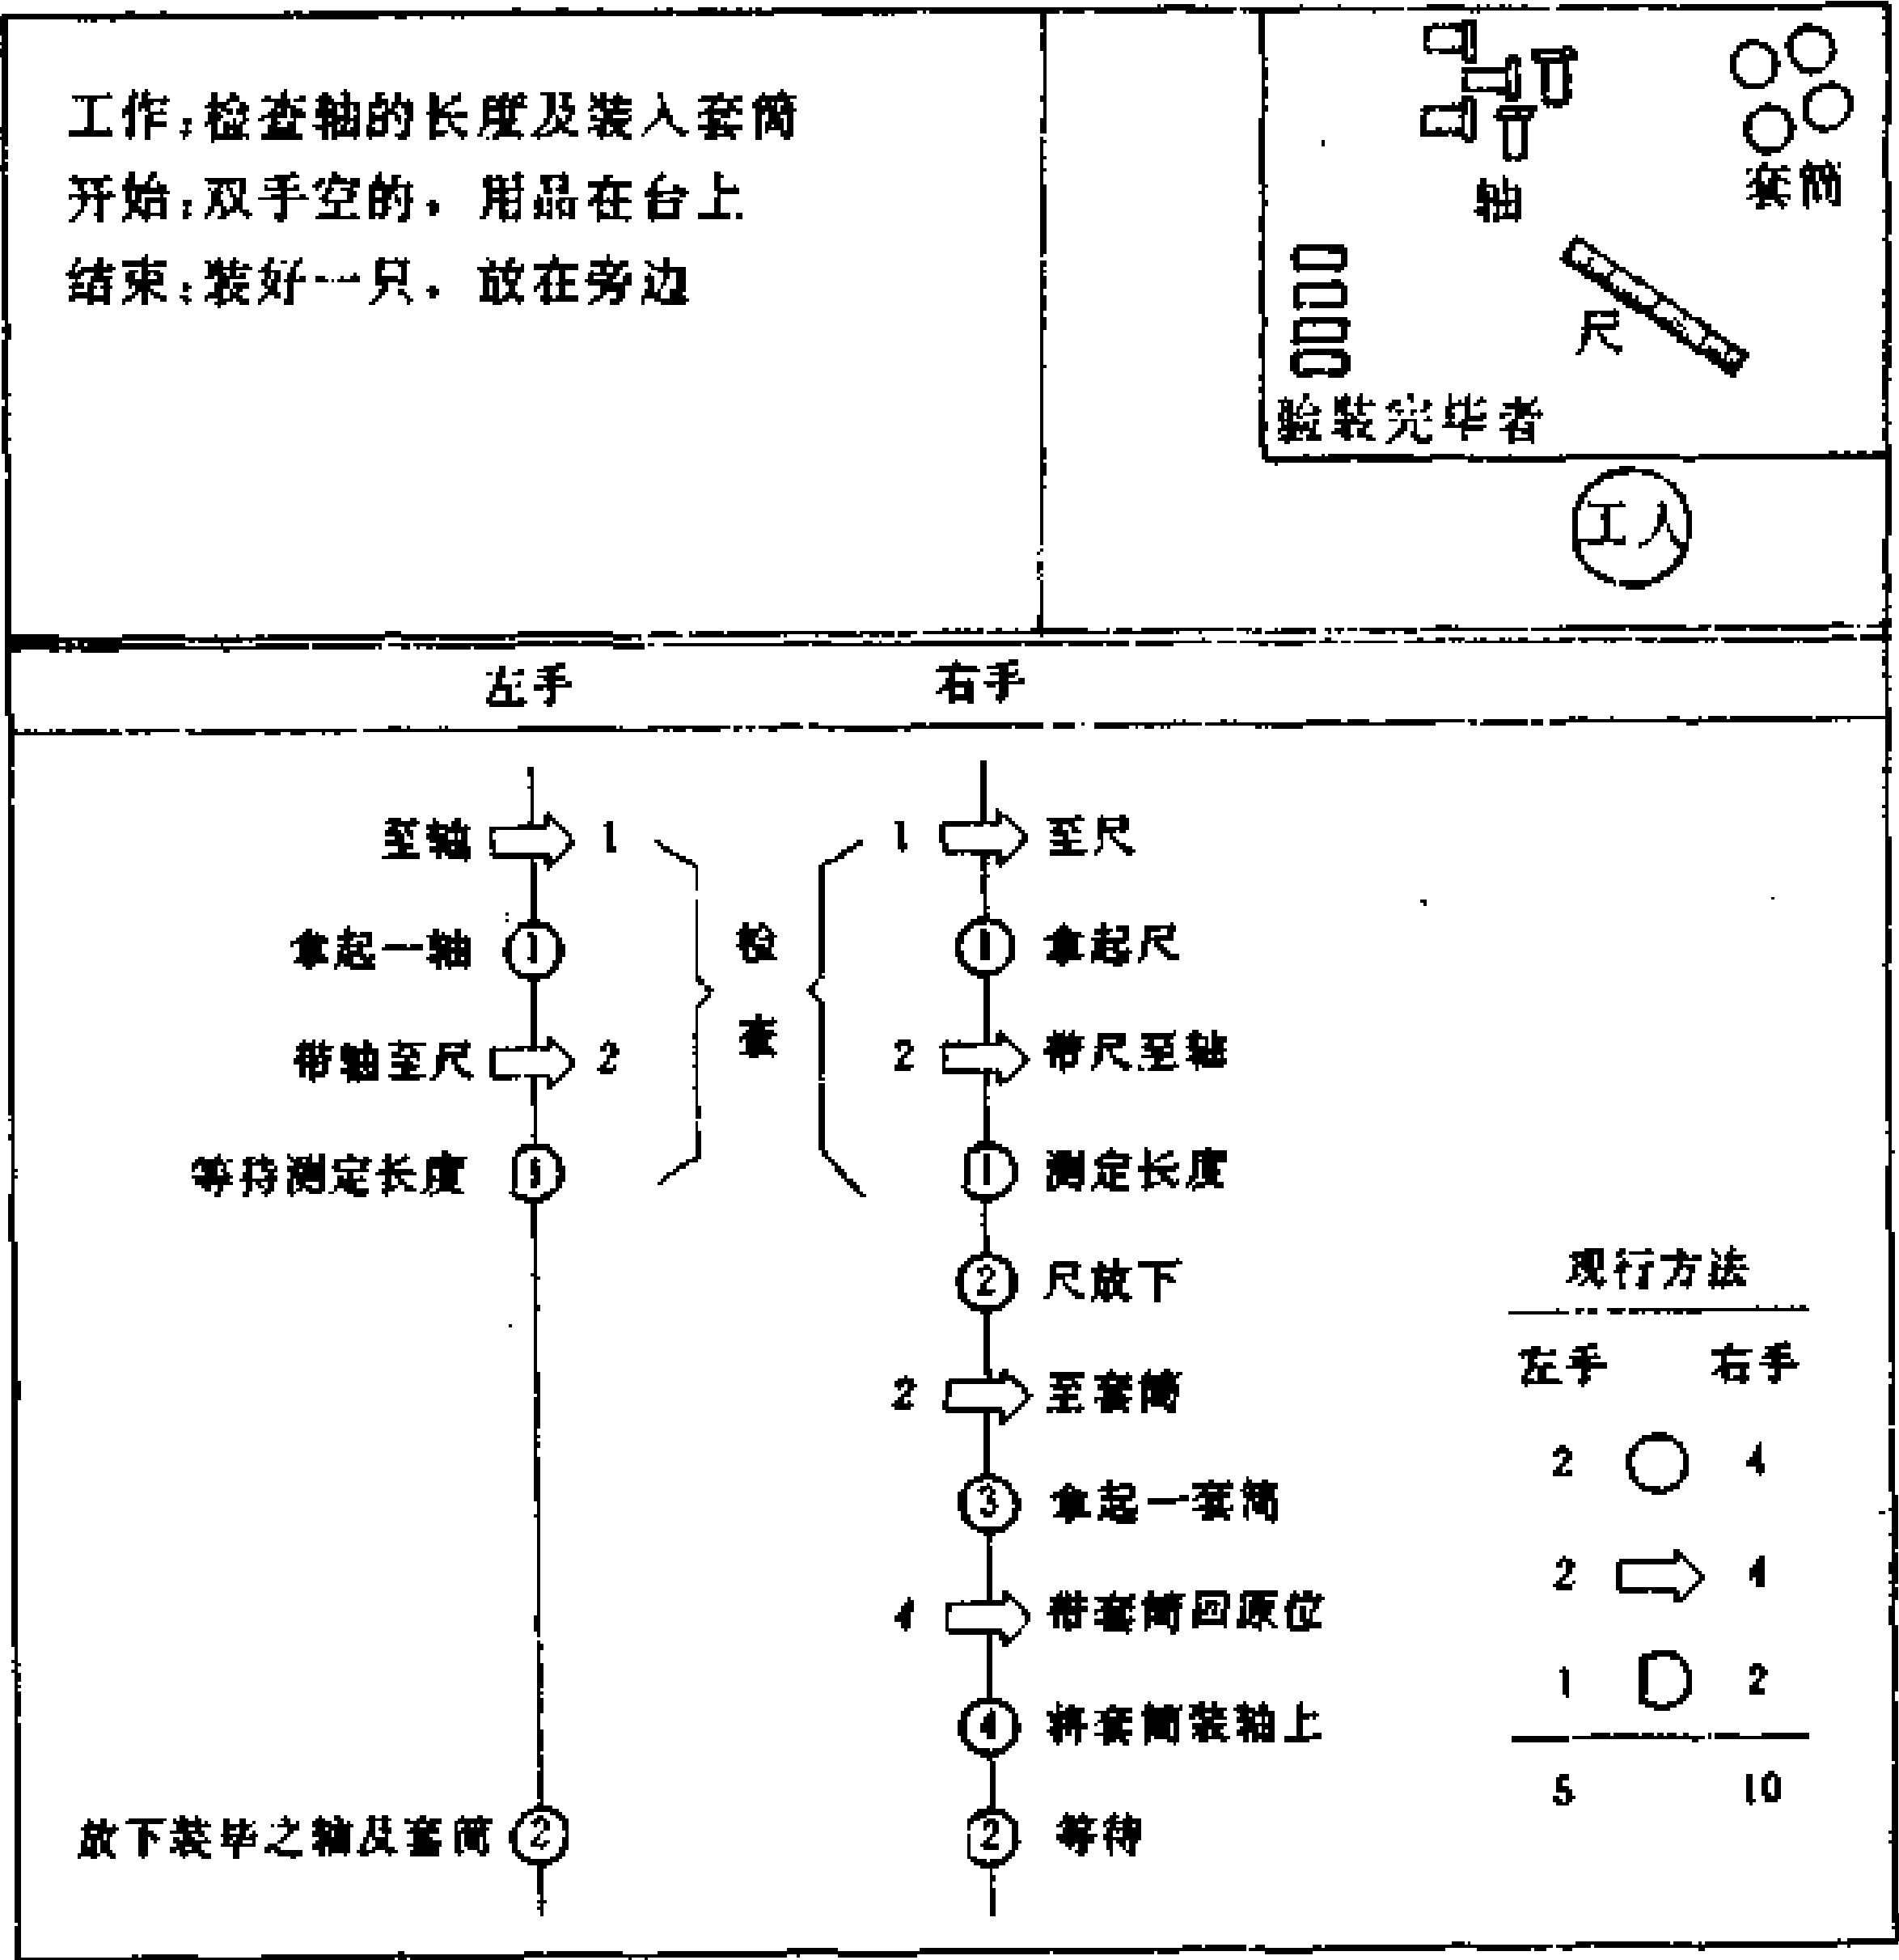 工作:检查轴的长度及装入套筒
开始:双手空的,用品在台上
结束:装好一只,放在旁边
轴
套筒
尺
验装完毕者
工人
左手 右手
至轴 1 1 至尺
拿起一轴 1 检 1 拿起尺
带轴至尺 2 查 2 带尺至轴
等待测定长度 1 1 测定长度
2 尺放下
现行方法
2 至套筒
左手 右手
3 拿起一套筒
2 4
4 带套筒回原位
2 4
4 将套筒装轴上
1 2
放下装毕之轴及套筒 2 2 等待
5 10